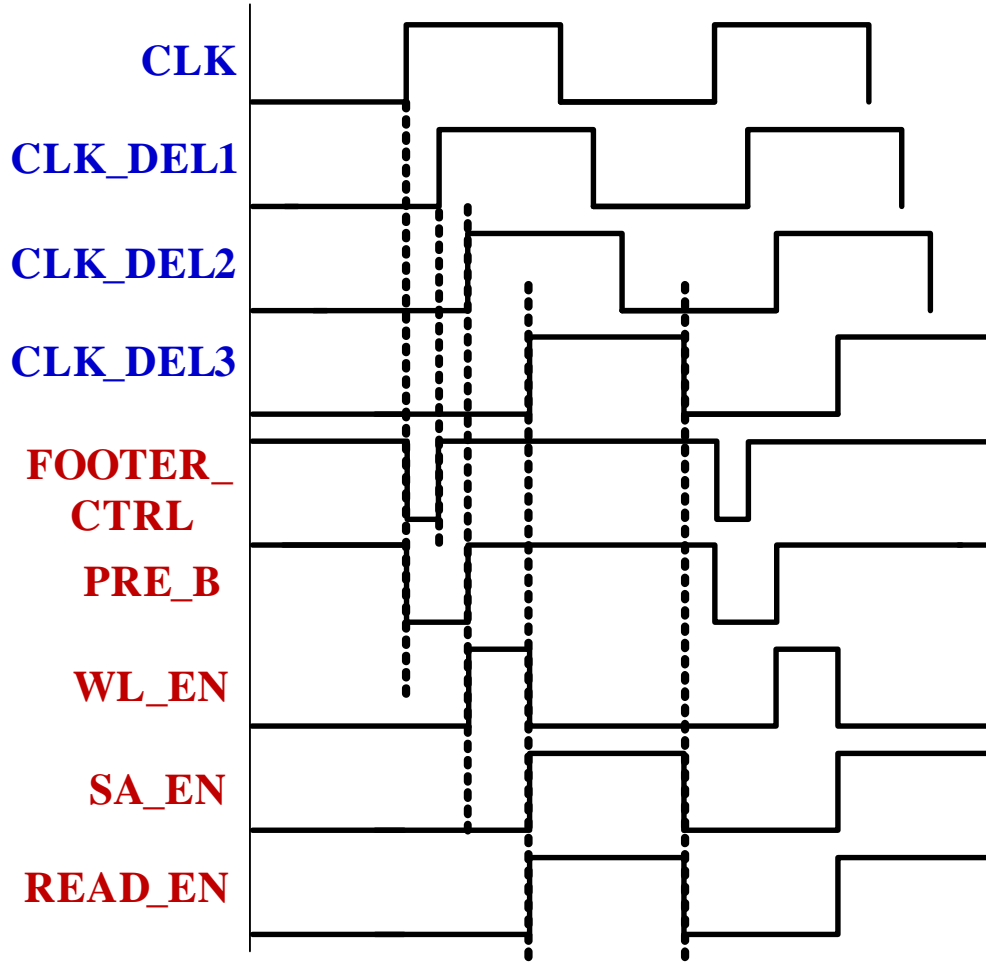 CLK
CLK_DEL1
CLK_DEL2
CLK_DEL3
FOOTER_
CTRL
PRE_B
WL_EN
SA_EN
READ_EN